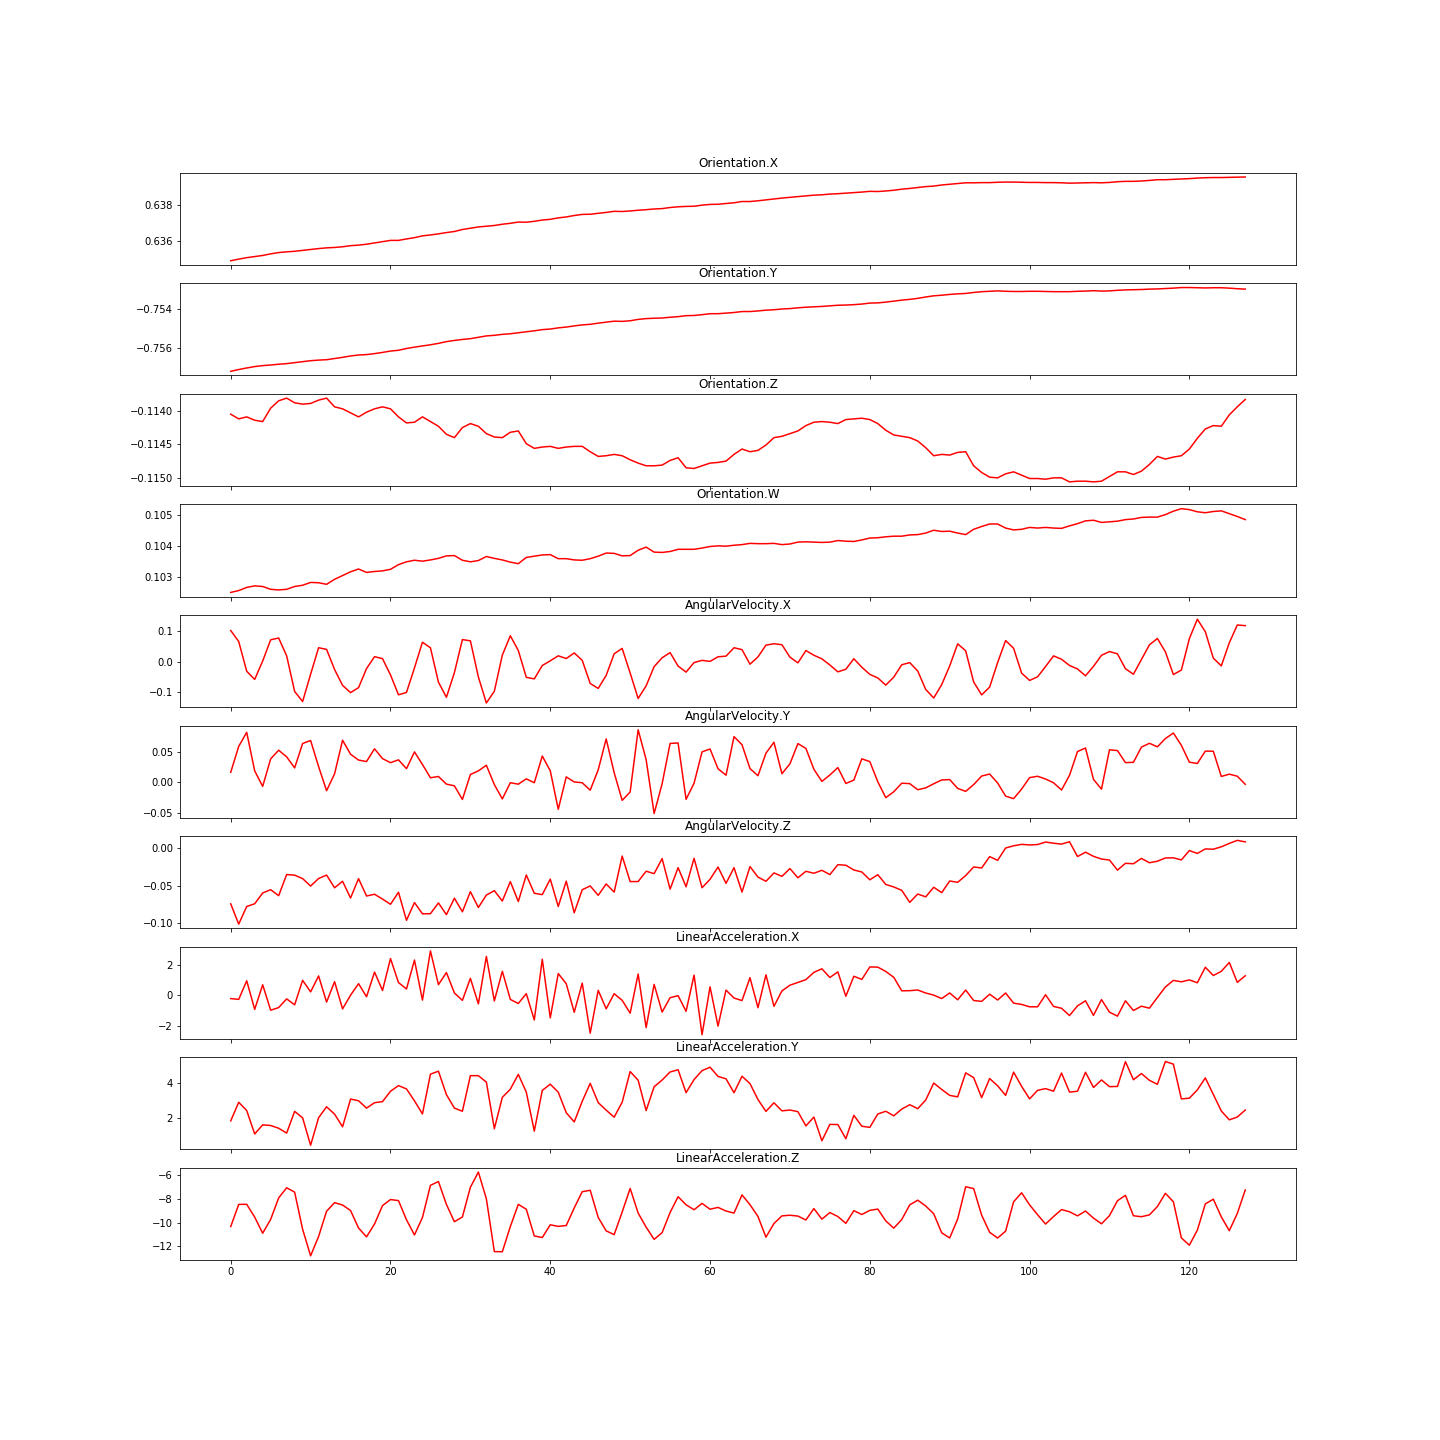 Orientation.X
0.638
0.636
Orientation.Y
−0.754
−0.756
Orientation.Z
−0.1140
−0.1145
−0.1150
Orientation.W
0.105
0.104
0.103
AngularVelocity.X
0.1
0.0
−0.1
AngularVelocity.Y
0.05
0.00
−0.05
AngularVelocity.Z
0.00
−0.05
−0.10
LinearAcceleration.X
2
0
−2
LinearAcceleration.Y
4
2
LinearAcceleration.Z
−6
−8
−10
−12
0 20 40 60 80 100 120